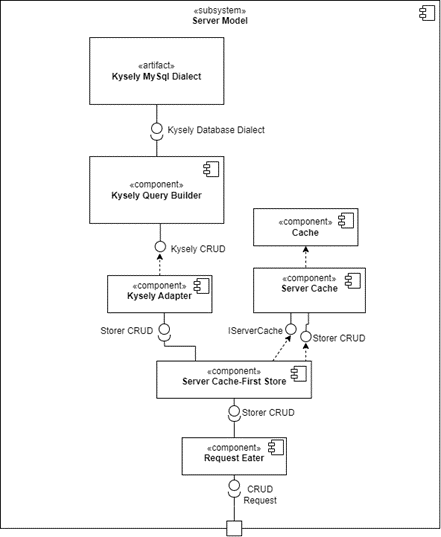 «subsystem»
Server Model
«artifact»
Kysely MySql Dialect
Kysely Database Dialect
«component»
Kysely Query Builder
Kysely CRUD
«component»
Cache
«component»
Kysely Adapter
«component»
Server Cache
Storer CRUD
IServerCache
Storer CRUD
«component»
Server Cache-First Store
Storer CRUD
«component»
Request Eater
CRUD
Request